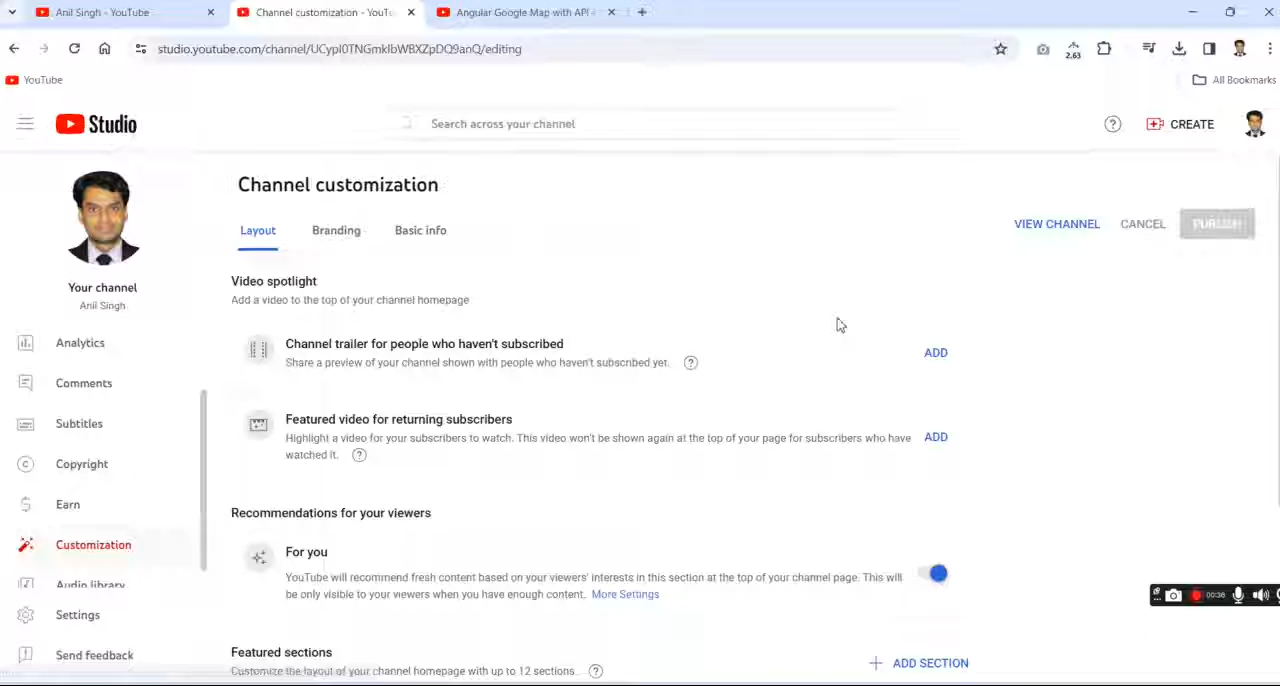 Anil Singh - YouTube
Channel customization - YouTu
Angular Google Map with API
studio.youtube.com/channel/UCypI0TNGmkIbWBXZpDQ9anQ/editing
2.63
YouTube
All Bookmarks
Studio
Search across your channel
CREATE
Channel customization
Layout
Branding
Basic info
VIEW CHANNEL
CANCEL
PUBLISH
Your channel
Anil Singh
Analytics
Comments
Subtitles
Copyright
Earn
Customization
Audio library
Settings
Send feedback
Video spotlight
Add a video to the top of your channel homepage
Channel trailer for people who haven't subscribed
Share a preview of your channel shown with people who haven't subscribed yet.
ADD
Featured video for returning subscribers
Highlight a video for your subscribers to watch. This video won't be shown again at the top of your page for subscribers who have
watched it.
ADD
Recommendations for your viewers
For you
YouTube will recommend fresh content based on your viewers' interests in this section at the top of your channel page. This will
be only visible to your viewers when you have enough content. More Settings
00:36
Featured sections
Customize the layout of your channel homepage with up to 12 sections.
ADD SECTION